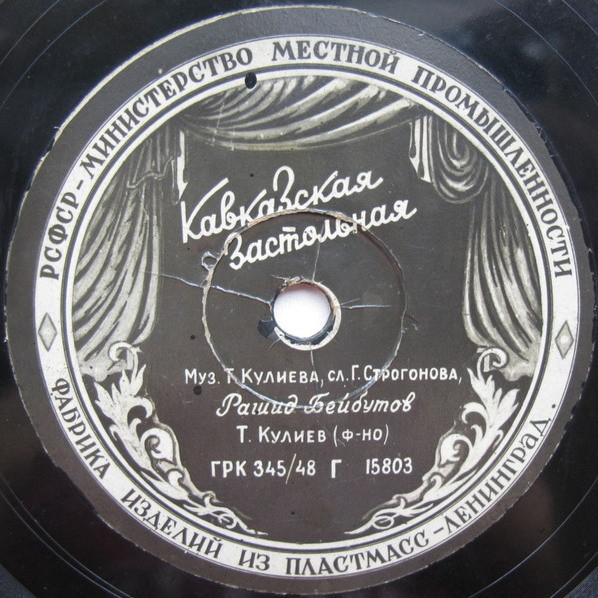 РСФСР-МИНИСТЕРСТВО МЕСТНОЙ ПРОМЫШЛЕННОСТИ
Кавказская
Застольная
Муз. Т. Кулиева, сл. Г. Строгонова,
Рашид Бейбутов
Т. Кулиев (ф-но)
ГРК 345/48 Г 15803
ФАБРИКА ИЗДЕЛИЙ ИЗ ПЛАСТМАСС-ЛЕНИНГРАД.